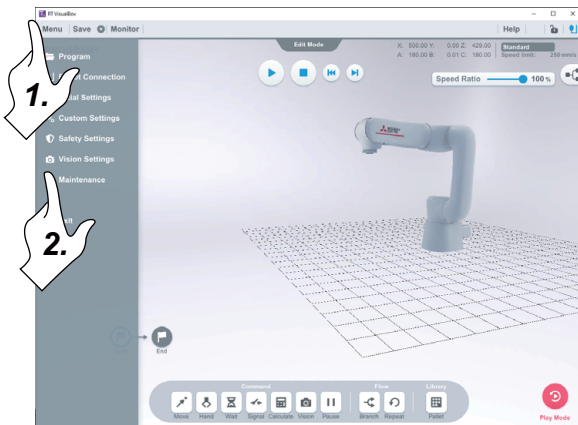 RT VisualBox
Menu Save Monitor Help
Edit Mode
X: 500.00 Y: 0.00 Z: 429.00
A: 180.00 B: 0.01 C: 180.00
Standard
Speed limit: 250 mm/s
Speed Ratio 100 %
Program
Connection
Settings
Custom Settings
Safety Settings
Vision Settings
Maintenance
1.
2.
End
Command Flow Library
Move Hand Wait Signal Calculate Vision Pause Branch Repeat Pallet
Play Mode